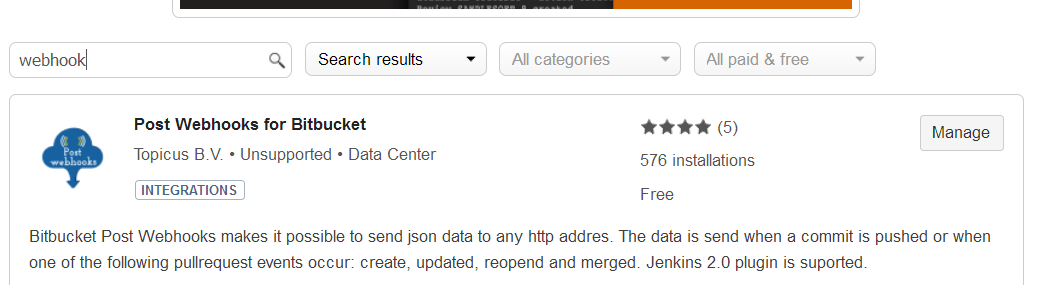 webhook
Search results
All categories
All paid & free
Post Webhooks for Bitbucket
★★★★ (5)
Manage
Post
webhooks
Topicus B.V. • Unsupported • Data Center
576 installations
INTEGRATIONS
Free
Bitbucket Post Webhooks makes it possible to send json data to any http addres. The data is send when a commit is pushed or when
one of the following pullrequest events occur: create, updated, reopend and merged. Jenkins 2.0 plugin is suported.